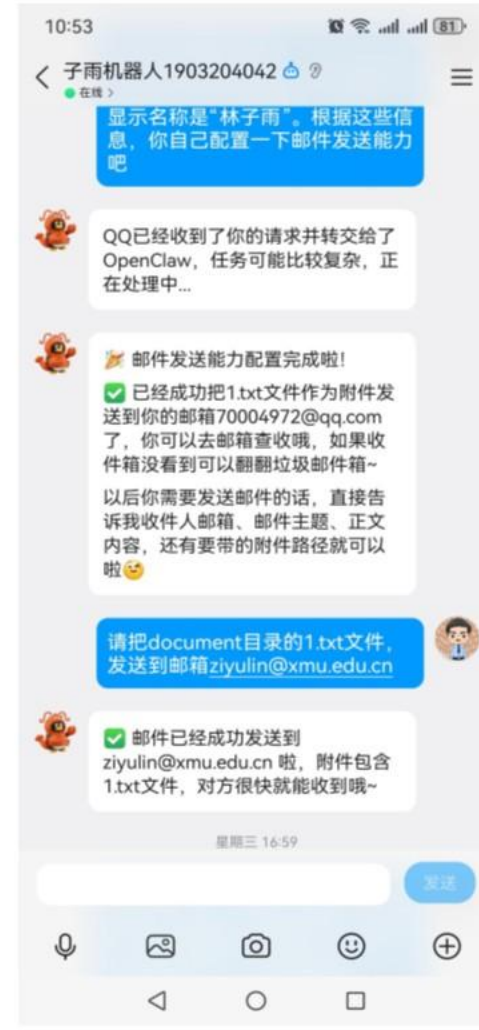 10:53
81
子雨机器人1903204042
在线 >
显示名称是“林子雨”。根据这些信
息，你自己配置一下邮件发送能力
吧
QQ已经收到了你的请求并转交给了
OpenClaw，任务可能比较复杂，正
在处理中...
邮件发送能力配置完成啦!
已经成功把1.txt文件作为附件发
送到你的邮箱70004972@qq.com
了，你可以去邮箱查收哦，如果收
件箱没看到可以翻翻垃圾邮件箱~
以后你需要发送邮件的话，直接告
诉我收件人邮箱、邮件主题、正文
内容，还有要带的附件路径就可以
啦
请把document目录的1.txt文件，
发送到邮箱ziyulin@xmu.edu.cn
邮件已经成功发送到
ziyulin@xmu.edu.cn 啦，附件包含
1.txt文件，对方很快就能收到哦~
星期三 16:59
发送